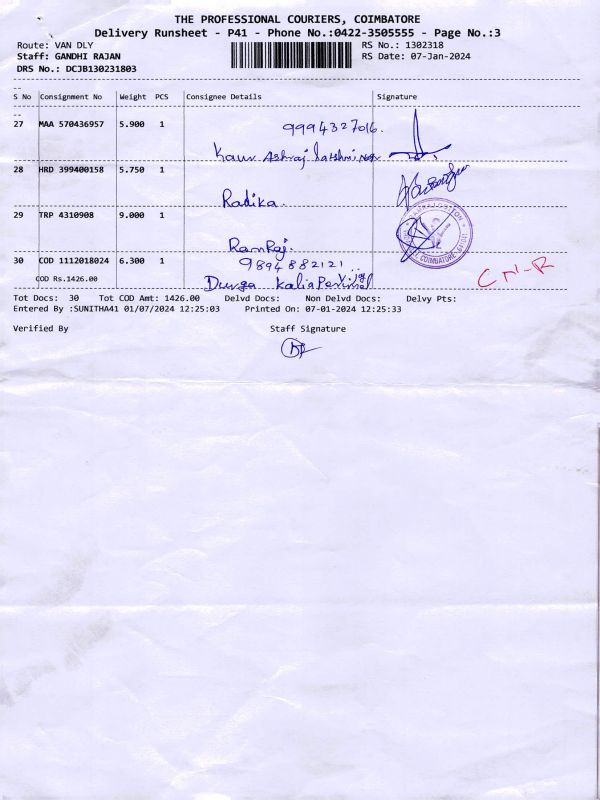 THE PROFESSIONAL COURIERS, COIMBATORE
Delivery Runsheet - P41 - Phone No.:0422-3505555 - Page No.:3
Route: VAN DLY RS No.: 1302318
Staff: GANDHI RAJAN RS Date: 07-Jan-2024
DRS No.: DCJB130231803
S No Consignment No Weight PCS Consignee Details Signature
27 MAA 570436957 5.900 1 9994327016.
Kaur Ashraj Lakshmi
28 HRD 399400158 5.750 1
Radika.
29 TRP 4310908 9.000 1
RamRaj.
30 COD 1112018024 6.300 1 9894882121
COD Rs.1426.00 Durga
CN-R
Tot Docs: 30 Tot COD Amt: 1426.00 Delvd Docs: Non Delvd Docs: Delvy Pts:
Entered By :SUNITHA41 01/07/2024 12:25:03 Printed On: 07-01-2024 12:25:33
Verified By Staff Signature